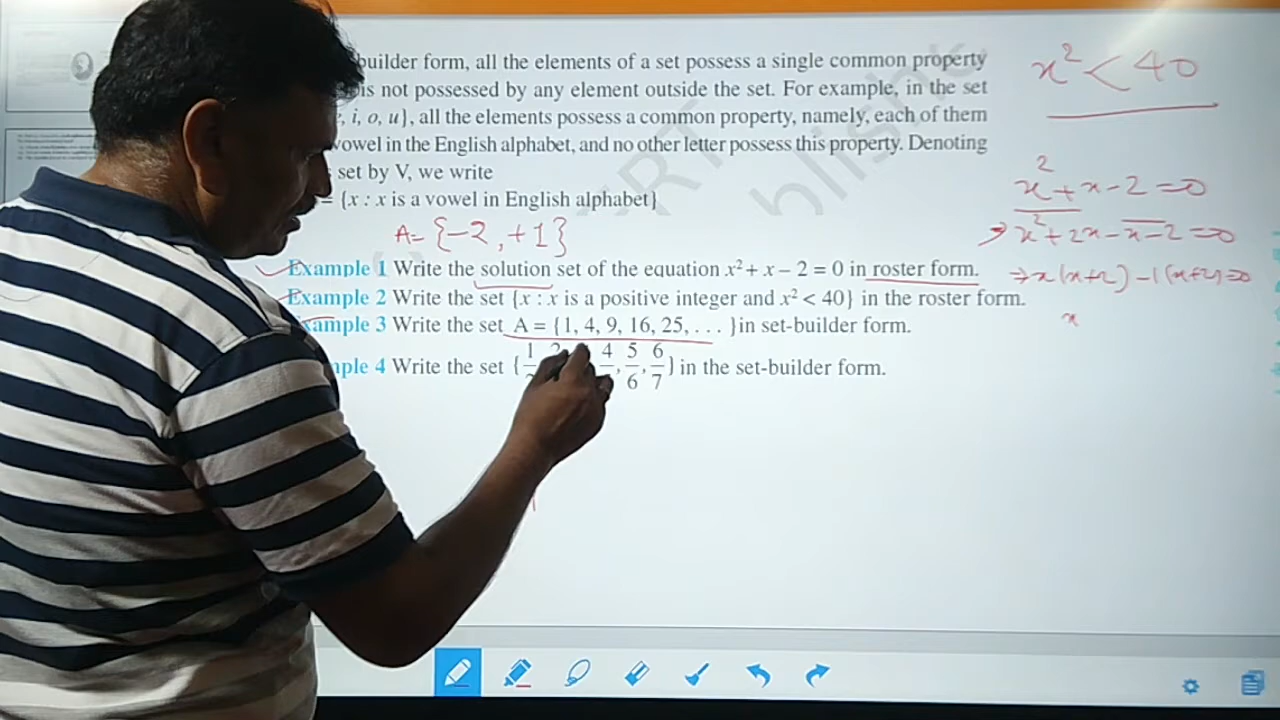 builder form, all the elements of a set possess a single common property
is not possessed by any element outside the set. For example, in the set
, i, o, u}, all the elements possess a common property, namely, each of them
vowel in the English alphabet, and no other letter possess this property. Denoting
set by V, we write
= {x : x is a vowel in English alphabet}
A= {-2, +1}
Example 1 Write the solution set of the equation x² + x – 2 = 0 in roster form.
Example 2 Write the set {x : x is a positive integer and x² < 40} in the roster form.
Example 3 Write the set A = {1, 4, 9, 16, 25, . . . }in set-builder form.
mple 4 Write the set { 4 , 5/6 , 6/7 } in the set-builder form.
x² < 40
x² + x - 2 = 0
→ x² + 2x - x - 2 = 0
⇒ x(x+2) - 1(x+2)=0
x